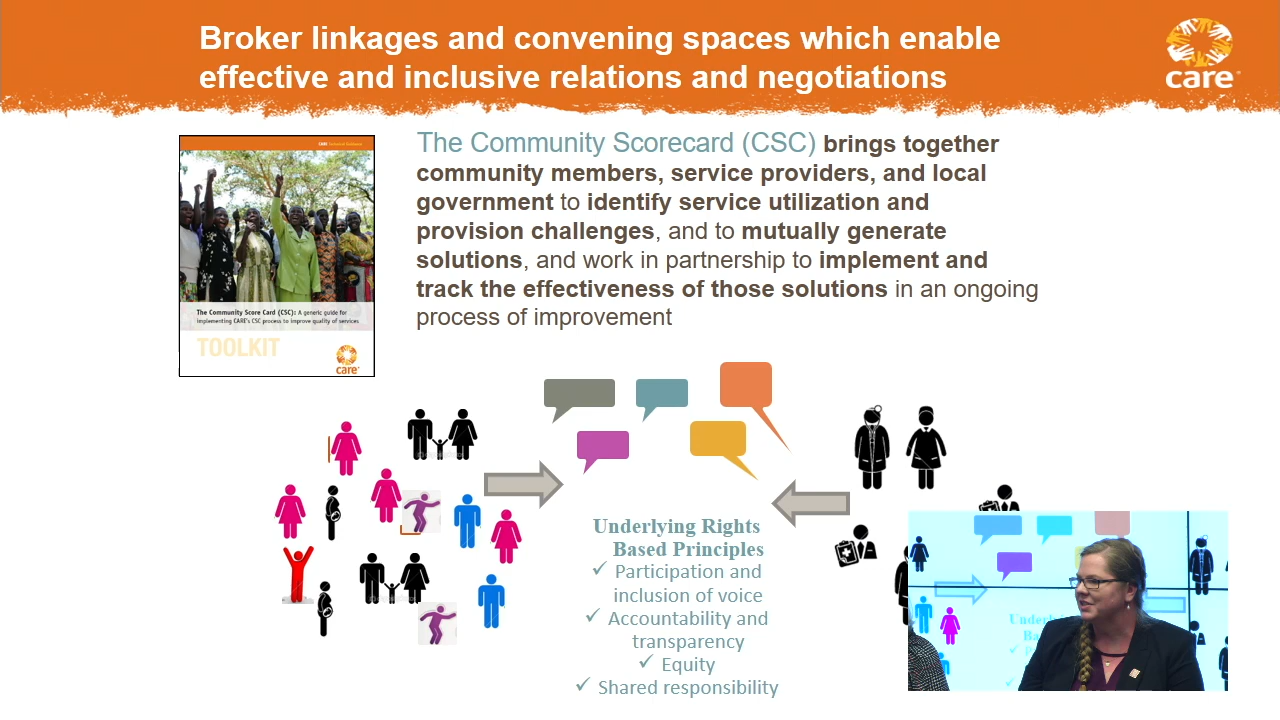 Broker linkages and convening spaces which enable
effective and inclusive relations and negotiations
care
The Community Scorecard (CSC) brings together
community members, service providers, and local
government to identify service utilization and
provision challenges, and to mutually generate
solutions, and work in partnership to implement and
track the effectiveness of those solutions in an ongoing
process of improvement
The Community Score Card (CSC): A generic guide for
implementing CARE's CSC process to improve quality of services
TOOLKIT
care
Underlying Rights
Based Principles
✓ Participation and
inclusion of voice
✓ Accountability and
transparency
✓ Equity
✓ Shared responsibility